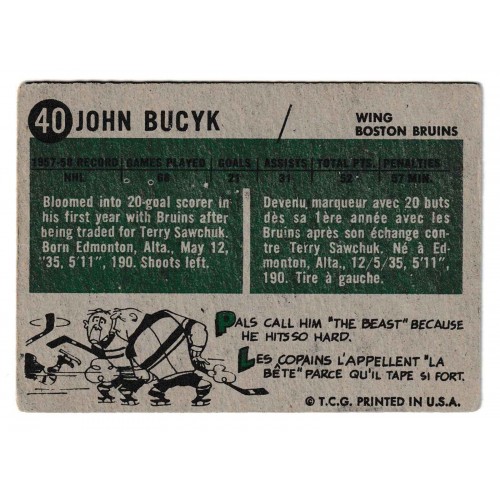 40 JOHN BUCYK
WING
BOSTON BRUINS
1957-58 RECORD GAMES PLAYED GOALS ASSISTS TOTAL PTS. PENALTIES
NHL 68 21 31 52 57 MIN.
Bloomed into 20-goal scorer in
his first year with Bruins after
being traded for Terry Sawchuk.
Born Edmonton, Alta., May 12,
'35, 5'11", 190. Shoots left.
Devenu, marqueur avec 20 buts
dès sa 1ère année avec les
Bruins après son échange con-
tre Terry Sawchuk. Né à Ed-
monton, Alta., 12/5/35, 5'11",
190. Tire à gauche.
PALS CALL HIM "THE BEAST" BECAUSE
HE HITS SO HARD.
LES COPAINS L'APPELLENT "LA
BÊTE" PARCE QU'IL TAPE SI FORT.
© T.C.G. PRINTED IN U.S.A.